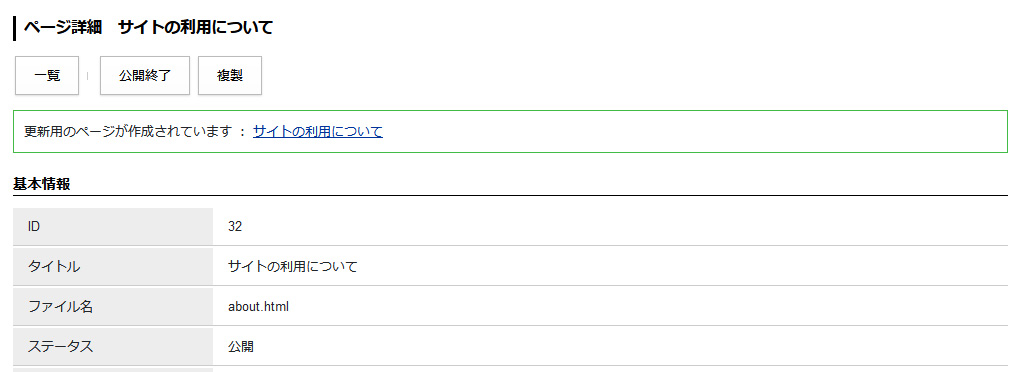 ページ詳細　サイトの利用について
一覧
公開終了
複製
更新用のページが作成されています ： サイトの利用について
基本情報
ID 32
タイトル サイトの利用について
ファイル名 about.html
ステータス 公開